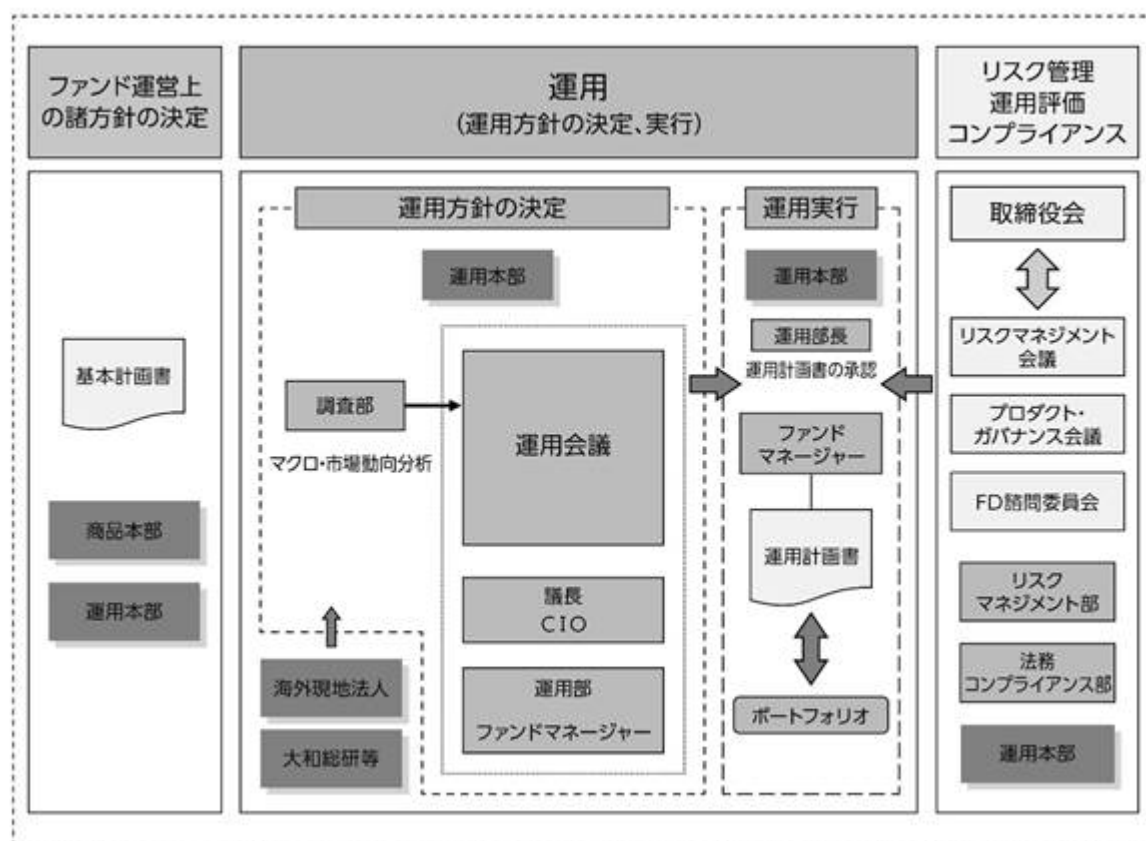 ファンド運営上
の諸方針の決定
運用
(運用方針の決定、実行)
リスク管理
運用評価
コンプライアンス
基本計画書
商品本部
運用本部
運用方針の決定
運用本部
調査部
マクロ・市場動向分析
運用会議
議長
CIO
運用部
ファンドマネージャー
海外現地法人
大和総研等
運用実行
運用本部
運用部長
運用計画書の承認
ファンド
マネージャー
運用計画書
ポートフォリオ
取締役会
リスクマネジメント
会議
プロダクト・
ガバナンス会議
FD諮問委員会
リスク
マネジメント部
法務
コンプライアンス部
運用本部